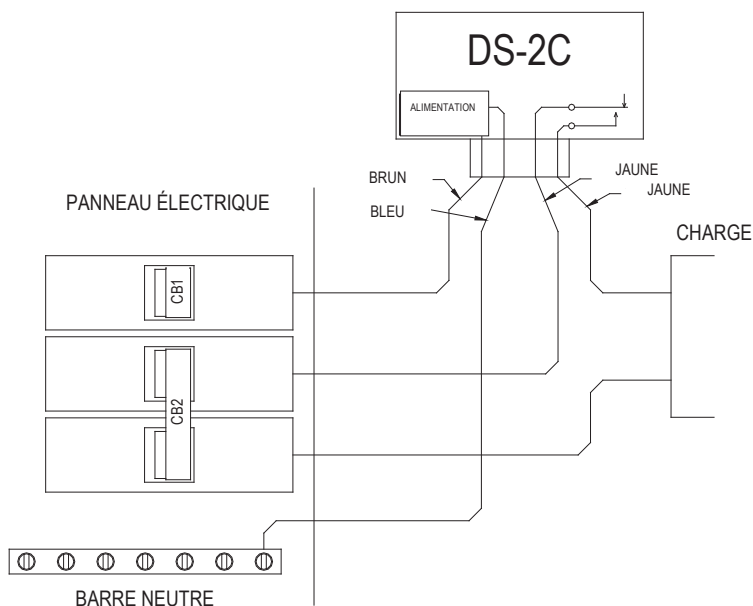 DS-2C
ALIMENTATION
BRUN
JAUNE
JAUNE
BLEU
PANNEAU ÉLECTRIQUE
CHARGE
CB1
CB2
BARRE NEUTRE